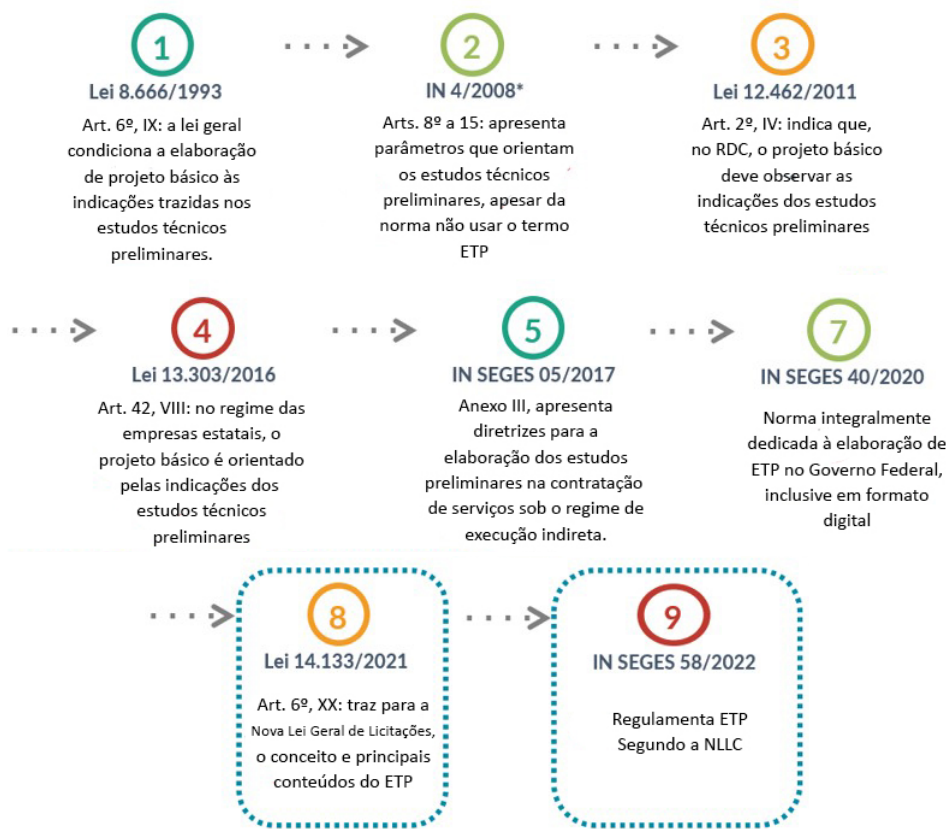 1
Lei 8.666/1993
Art. 6º, IX: a lei geral
condiciona a elaboração
de projeto básico às
indicações trazidas nos
estudos técnicos
preliminares.
2
IN 4/2008*
Arts. 8º a 15: apresenta
parâmetros que orientam
os estudos técnicos
preliminares, apesar da
norma não usar o termo
ETP
3
Lei 12.462/2011
Art. 2º, IV: indica que,
no RDC, o projeto básico
deve observar as
indicações dos estudos
técnicos preliminares
4
Lei 13.303/2016
Art. 42, VIII: no regime das
empresas estatais, o
projeto básico é orientado
pelas indicações dos
estudos técnicos
preliminares
5
IN SEGES 05/2017
Anexo III, apresenta
diretrizes para a
elaboração dos estudos
preliminares na contratação
de serviços sob o regime de
execução indireta.
7
IN SEGES 40/2020
Norma integralmente
dedicada à elaboração de
ETP no Governo Federal,
inclusive em formato
digital
8
Lei 14.133/2021
Art. 6º, XX: traz para a
Nova Lei Geral de Licitações,
o conceito e principais
conteúdos do ETP
9
IN SEGES 58/2022
Regulamenta ETP
Segundo a NLLC